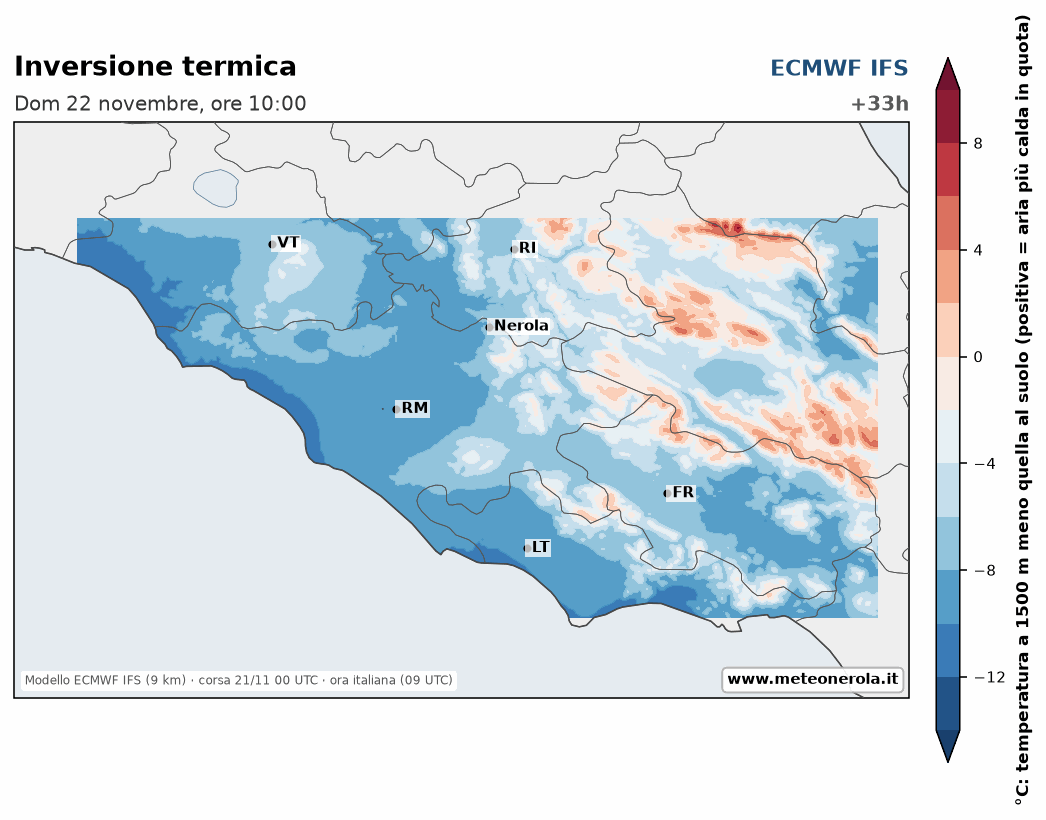 Inversione termica
ECMWF IFS
Dom 22 novembre, ore 10:00
+33h
VT
RI
Nerola
RM
FR
LT
Modello ECMWF IFS (9 km) · corsa 21/11 00 UTC · ora italiana (09 UTC)
www.meteonerola.it
8
4
0
−4
−8
−12
°C: temperatura a 1500 m meno quella al suolo (positiva = aria più calda in quota)